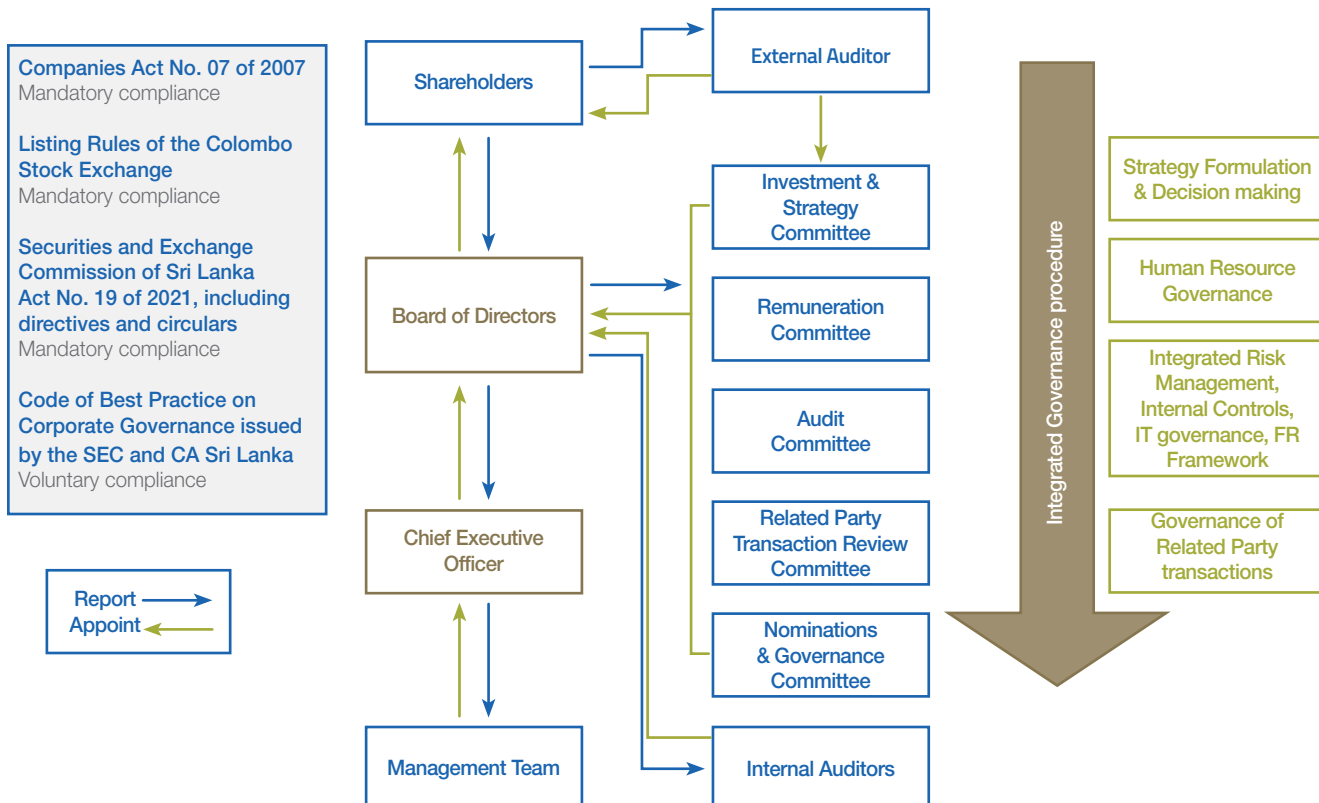 Companies Act No. 07 of 2007
Mandatory compliance
Listing Rules of the Colombo
Stock Exchange
Mandatory compliance
Securities and Exchange
Commission of Sri Lanka
Act No. 19 of 2021, including
directives and circulars
Mandatory compliance
Code of Best Practice on
Corporate Governance issued
by the SEC and CA Sri Lanka
Voluntary compliance
Report
Appoint
Shareholders
Board of Directors
Chief Executive
Officer
Management Team
External Auditor
Investment &
Strategy
Committee
Remuneration
Committee
Audit
Committee
Related Party
Transaction Review
Committee
Nominations
& Governance
Committee
Internal Auditors
Integrated Governance procedure
Strategy Formulation
& Decision making
Human Resource
Governance
Integrated Risk
Management,
Internal Controls,
IT governance, FR
Framework
Governance of
Related Party
transactions